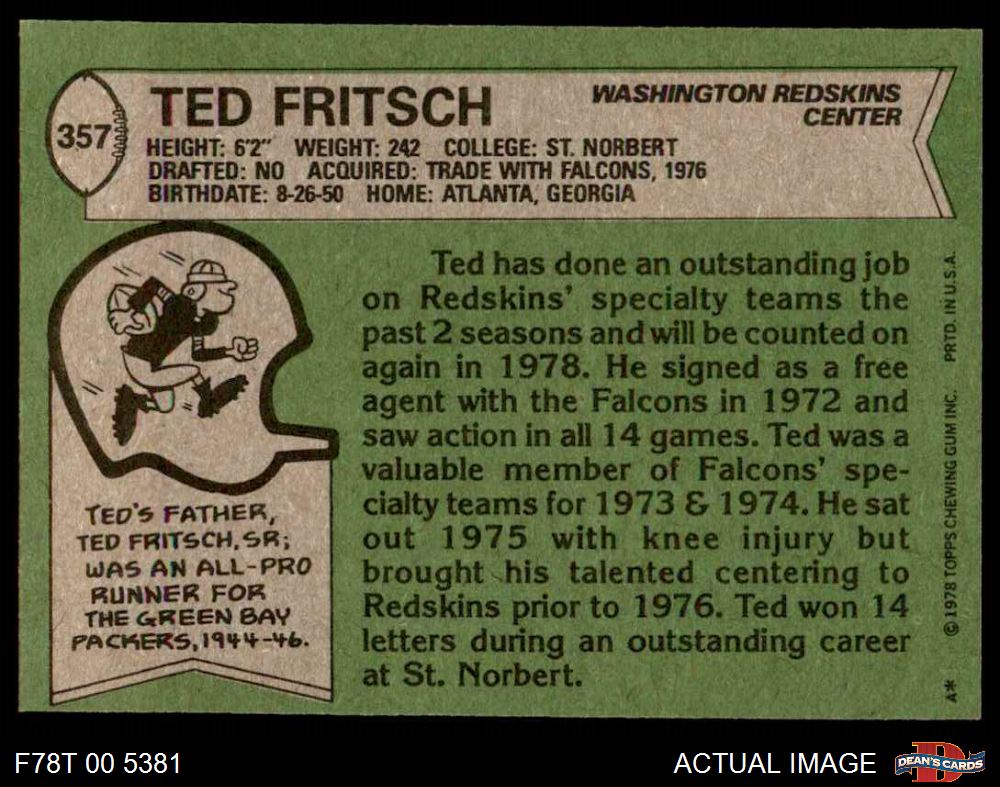 357
TED FRITSCH
WASHINGTON REDSKINS
CENTER
HEIGHT: 6'2" WEIGHT: 242 COLLEGE: ST. NORBERT
DRAFTED: NO ACQUIRED: TRADE WITH FALCONS, 1976
BIRTHDATE: 8-26-50 HOME: ATLANTA, GEORGIA
TED'S FATHER,
TED FRITSCH, SR;
WAS AN ALL-PRO
RUNNER FOR
THE GREEN BAY
PACKERS, 1944-46.
Ted has done an outstanding job
on Redskins' specialty teams the
past 2 seasons and will be counted on
again in 1978. He signed as a free
agent with the Falcons in 1972 and
saw action in all 14 games. Ted was a
valuable member of Falcons' spe-
cialty teams for 1973 & 1974. He sat
out 1975 with knee injury but
brought his talented centering to
Redskins prior to 1976. Ted won 14
letters during an outstanding career
at St. Norbert.
A* © 1978 TOPPS CHEWING GUM INC. PRTD. IN U.S.A.
F78T 00 5381
ACTUAL IMAGE
D
DEAN'S CARDS